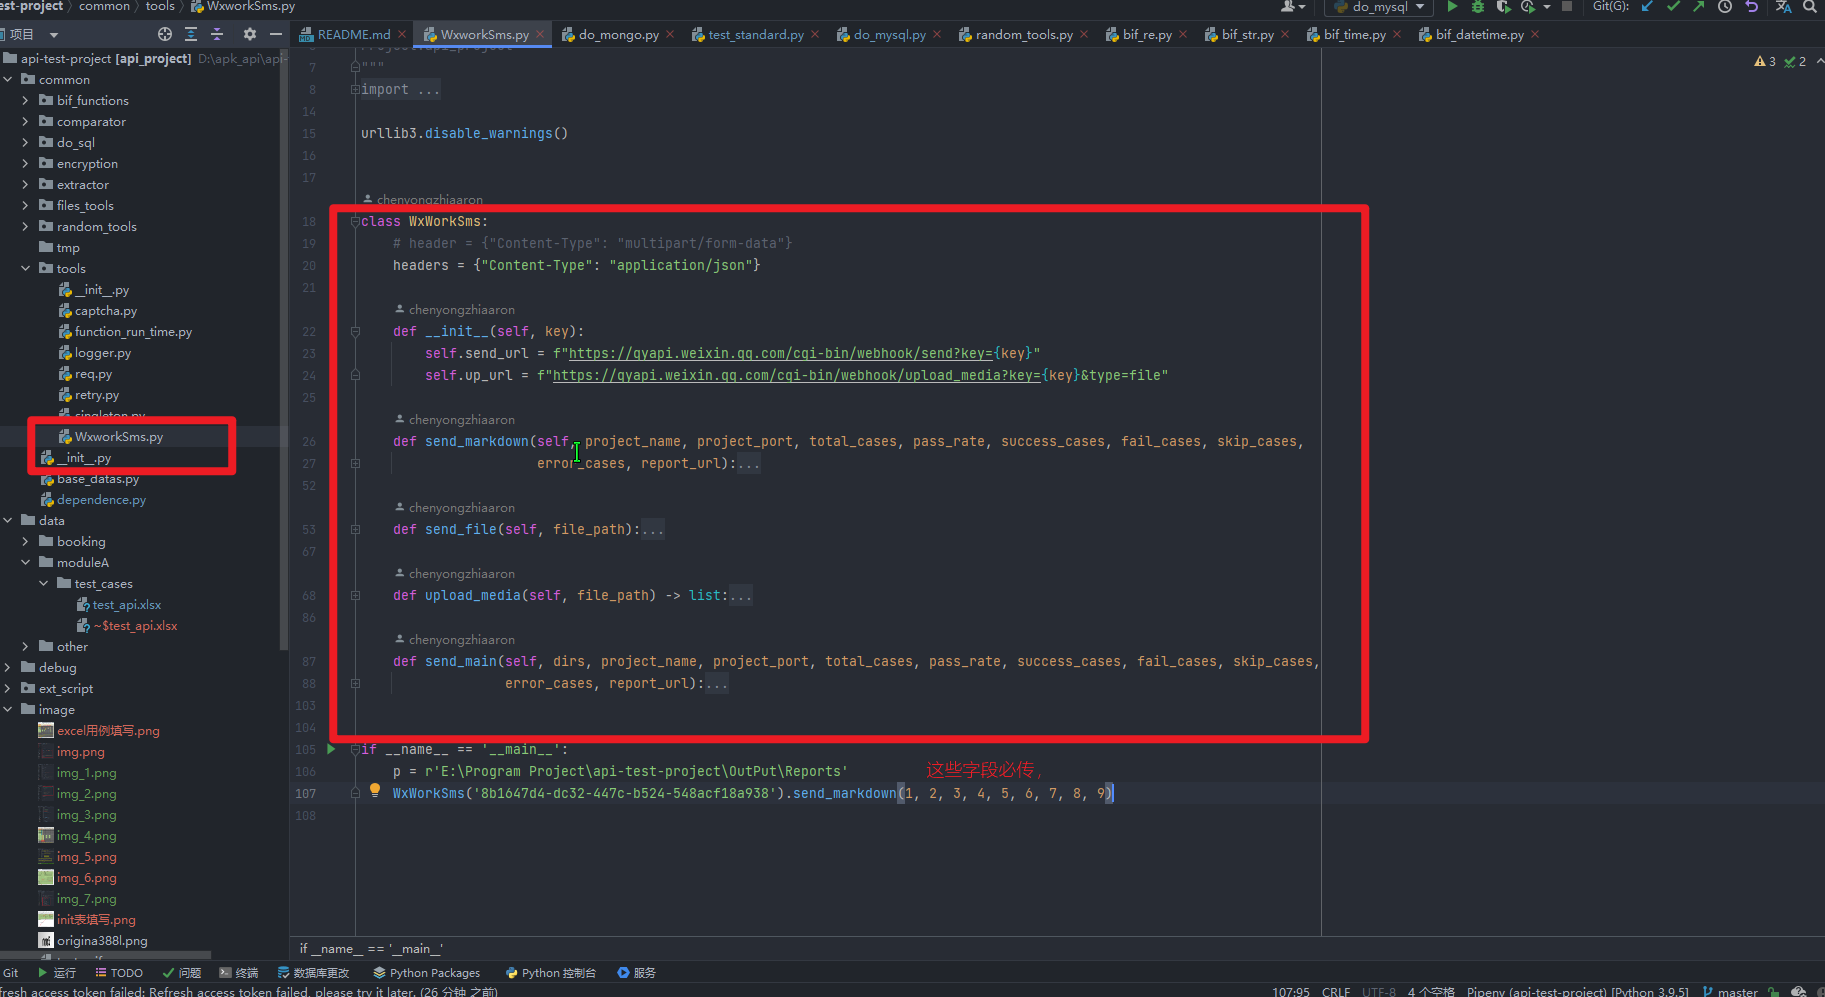 est-project › common › tools › WxworkSms.py
do_mysql
Git(G):
项目
README.md
WxworkSms.py
do_mongo.py
test_standard.py
do_mysql.py
random_tools.py
bif_re.py
bif_str.py
bif_time.py
bif_datetime.py
api-test-project [api_project] D:\apk_api\api-
common
bif_functions
comparator
do_sql
encryption
extractor
files_tools
random_tools
tmp
tools
__init__.py
captcha.py
function_run_time.py
logger.py
req.py
retry.py
singleton.py
WxworkSms.py
__init__.py
base_datas.py
dependence.py
data
booking
moduleA
test_cases
test_api.xlsx
~$test_api.xlsx
other
debug
ext_script
image
excel用例填写.png
img.png
img_1.png
img_2.png
img_3.png
img_4.png
img_5.png
img_6.png
img_7.png
init表填写.png
origina388l.png
3 2
7 """
8 import ...
14
15 urllib3.disable_warnings()
16
17
chenyongzhiaaron
18 class WxWorkSms:
19 # header = {"Content-Type": "multipart/form-data"}
20 headers = {"Content-Type": "application/json"}
21
chenyongzhiaaron
22 def __init__(self, key):
23 self.send_url = f"https://qyapi.weixin.qq.com/cgi-bin/webhook/send?key={key}"
24 self.up_url = f"https://qyapi.weixin.qq.com/cgi-bin/webhook/upload_media?key={key}&type=file"
25
chenyongzhiaaron
26 def send_markdown(self, project_name, project_port, total_cases, pass_rate, success_cases, fail_cases, skip_cases,
27 error_cases, report_url):...
52
chenyongzhiaaron
53 def send_file(self, file_path):...
67
chenyongzhiaaron
68 def upload_media(self, file_path) -> list:...
86
chenyongzhiaaron
87 def send_main(self, dirs, project_name, project_port, total_cases, pass_rate, success_cases, fail_cases, skip_cases,
88 error_cases, report_url):...
103
104
105 if __name__ == '__main__':
106 p = r'E:\Program Project\api-test-project\OutPut\Reports'
这些字段必传，
107 WxWorkSms('8b1647d4-dc32-447c-b524-548acf18a938').send_markdown(1, 2, 3, 4, 5, 6, 7, 8, 9)
108
if __name__ == '__main__'
Git 运行 TODO 问题 终端 数据库更改 Python Packages Python 控制台 服务
fresh access token failed: Refresh access token failed, please try it later. (26 分钟 之前)
107:95 CRLF UTF-8 4 个空格 Pipenv (api-test-project) [Python 3.9.5] master